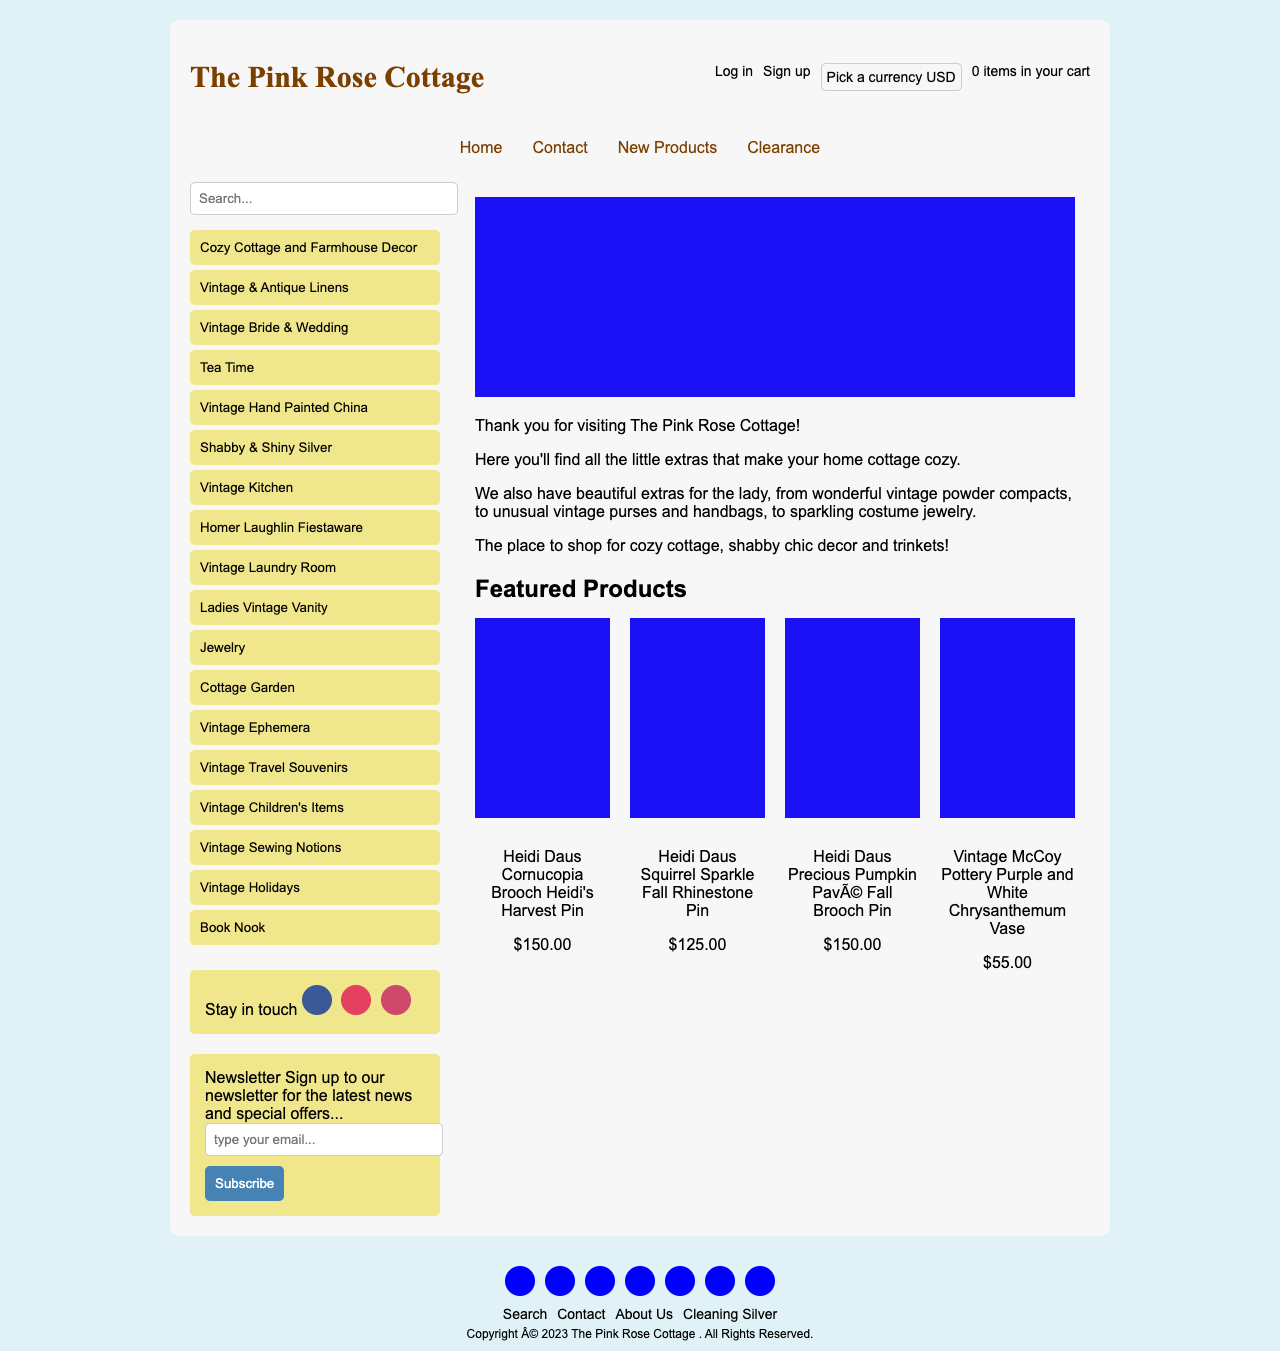 The Pink Rose Cottage
Log in
Sign up
Pick a currency USD
0 items in your cart
Home
Contact
New Products
Clearance
Search...
Cozy Cottage and Farmhouse Decor
Vintage & Antique Linens
Vintage Bride & Wedding
Tea Time
Vintage Hand Painted China
Shabby & Shiny Silver
Vintage Kitchen
Homer Laughlin Fiestaware
Vintage Laundry Room
Ladies Vintage Vanity
Jewelry
Cottage Garden
Vintage Ephemera
Vintage Travel Souvenirs
Vintage Children's Items
Vintage Sewing Notions
Vintage Holidays
Book Nook
Stay in touch
Newsletter Sign up to our
newsletter for the latest news
and special offers...
type your email...
Subscribe
Thank you for visiting The Pink Rose Cottage!
Here you'll find all the little extras that make your home cottage cozy.
We also have beautiful extras for the lady, from wonderful vintage powder compacts,
to unusual vintage purses and handbags, to sparkling costume jewelry.
The place to shop for cozy cottage, shabby chic decor and trinkets!
Featured Products
Heidi Daus
Cornucopia
Brooch Heidi's
Harvest Pin
$150.00
Heidi Daus
Squirrel Sparkle
Fall Rhinestone
Pin
$125.00
Heidi Daus
Precious Pumpkin
PavÃ© Fall
Brooch Pin
$150.00
Vintage McCoy
Pottery Purple and
White
Chrysanthemum
Vase
$55.00
Search
Contact
About Us
Cleaning Silver
Copyright Â© 2023 The Pink Rose Cottage . All Rights Reserved.